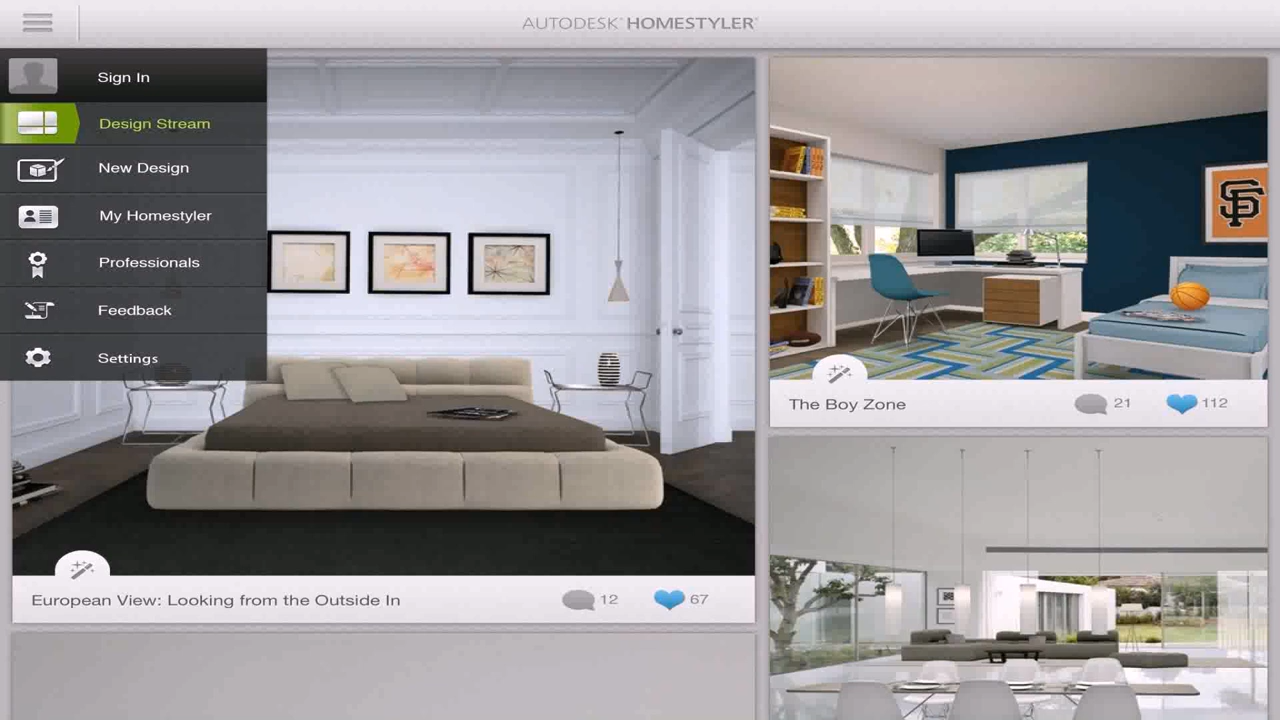 AUTODESK® HOMESTYLER®
Sign In
Design Stream
New Design
My Homestyler
Professionals
Feedback
Settings
SF
The Boy Zone
21
112
European View: Looking from the Outside In
12
67